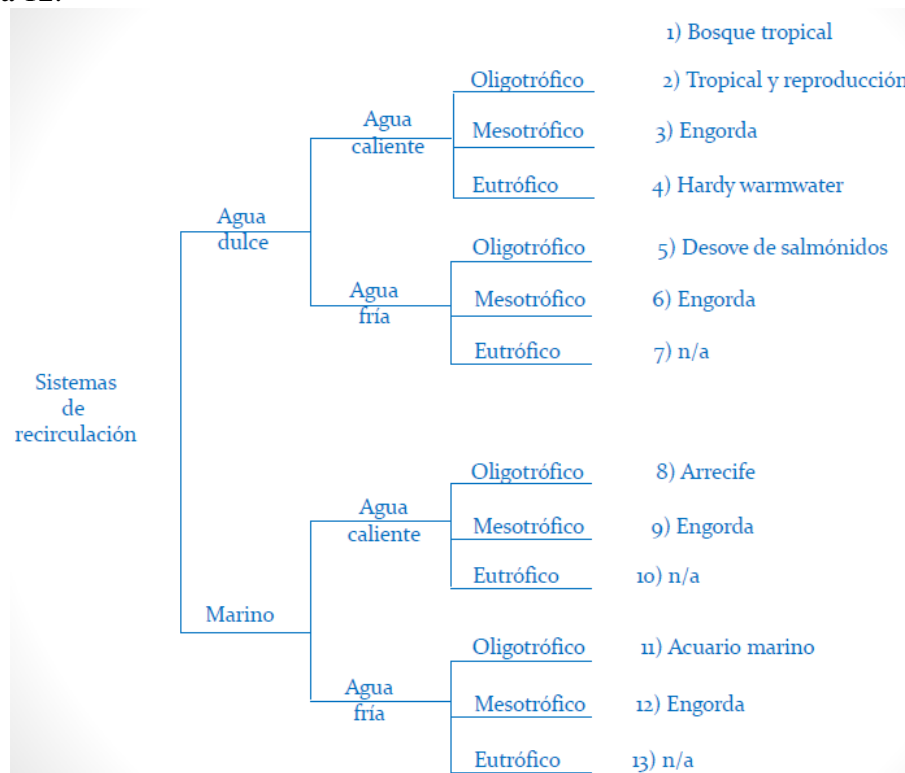 a 12.
1) Bosque tropical
Oligotrófico 2) Tropical y reproducción
Agua
caliente
Mesotrófico 3) Engorda
Eutrófico 4) Hardy warmwater
Agua
dulce
Oligotrófico 5) Desove de salmónidos
Agua
fría
Mesotrófico 6) Engorda
Eutrófico 7) n/a
Sistemas
de
recirculación
Oligotrófico 8) Arrecife
Agua
caliente
Mesotrófico 9) Engorda
Eutrófico 10) n/a
Marino
Oligotrófico 11) Acuario marino
Agua
fría
Mesotrófico 12) Engorda
Eutrófico 13) n/a